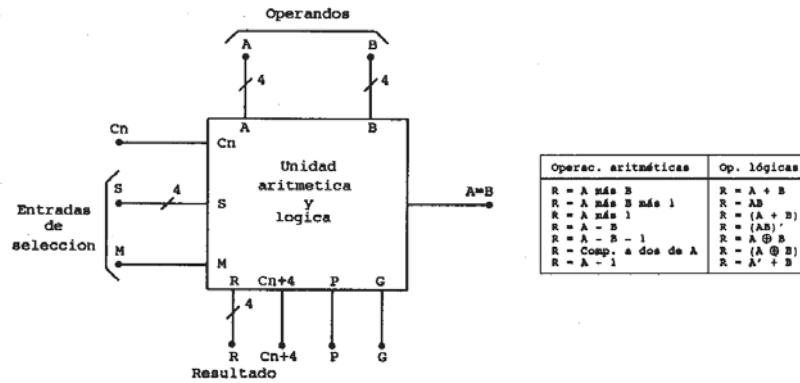 Operandos
A B
4 4
A B
Cn
Cn
Unidad
aritmetica
y
logica
A=B
S
4
S
Entradas
de
seleccion
M
M
R Cn+4 P G
4
R Cn+4 P G
Resultado
Operac. aritméticas Op. lógicas
R = A más B R = A + B
R = A más B más 1 R = AB
R = A más 1 R = (A + B)
R = A - B R = (AB)'
R = A - B - 1 R = A ⊕ B
R = Comp. a dos de A R = (A ⊕ B)
R = A - 1 R = A' + B